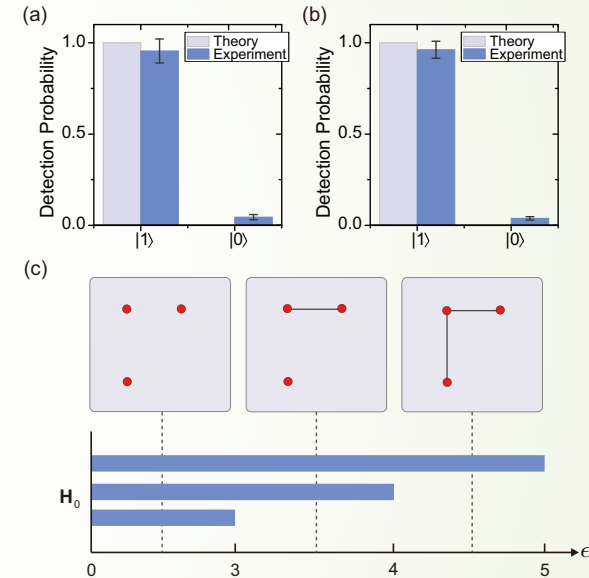 (a)
Detection Probability
1.0
0.5
0.0
Theory
Experiment
|1⟩
|0⟩
(b)
Detection Probability
1.0
0.5
0.0
Theory
Experiment
|1⟩
|0⟩
(c)
H₀
0
3
4
5
ϵ